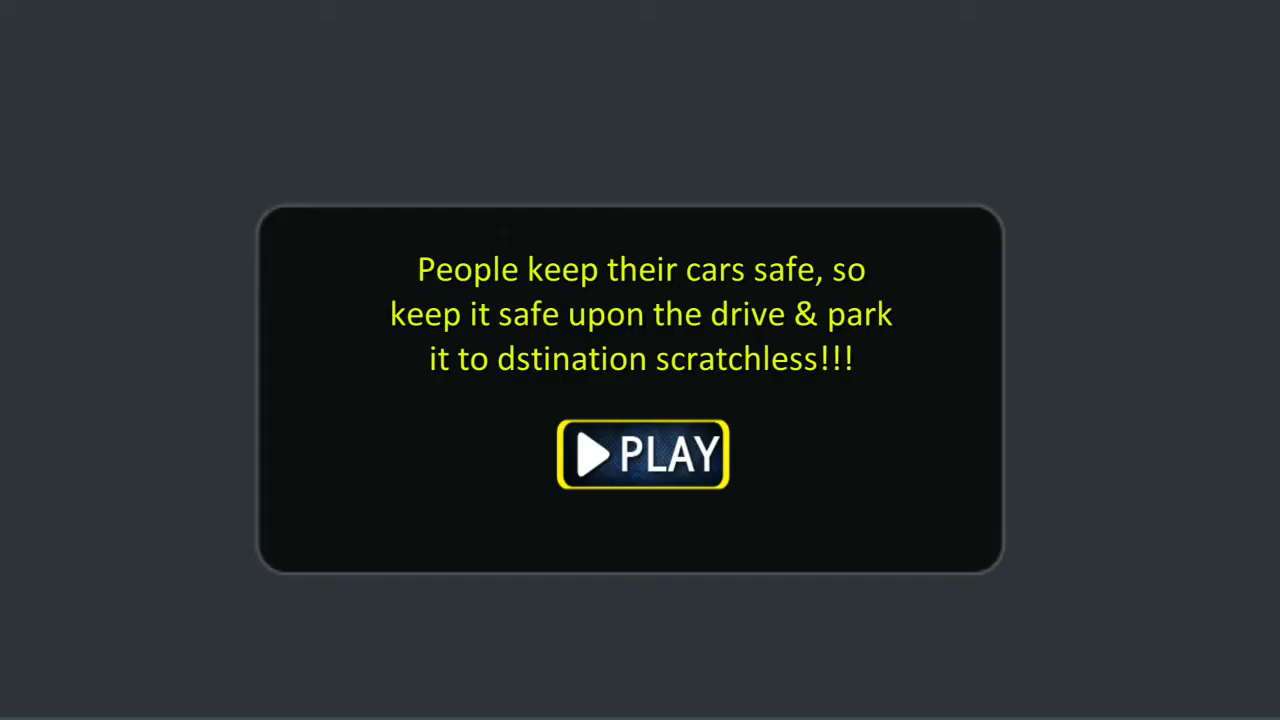 People keep their cars safe, so
keep it safe upon the drive & park
it to dstination scratchless!!!
PLAY